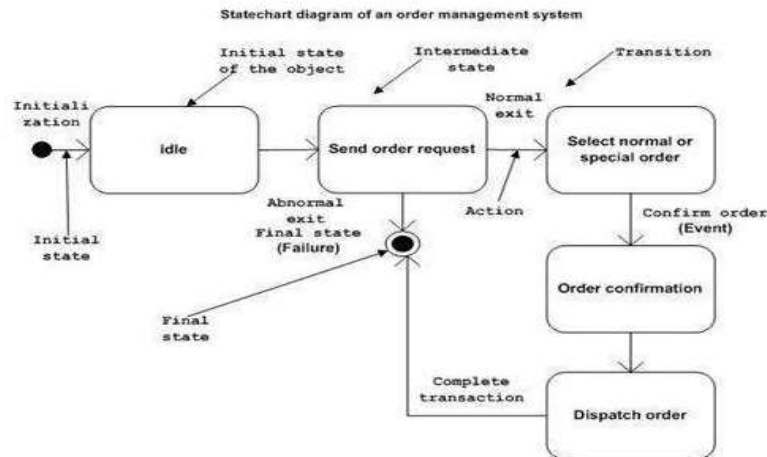 Statechart diagram of an order management system
Initial state
of the object
Intermediate
state
Transition
Initiali
zation
Normal
exit
idle
Send order request
Select normal or
special order
Initial
state
Abnormal
exit
Final state
(Failure)
Action
Confirm order
(Event)
Order confirmation
Final
state
Complete
transaction
Dispatch order